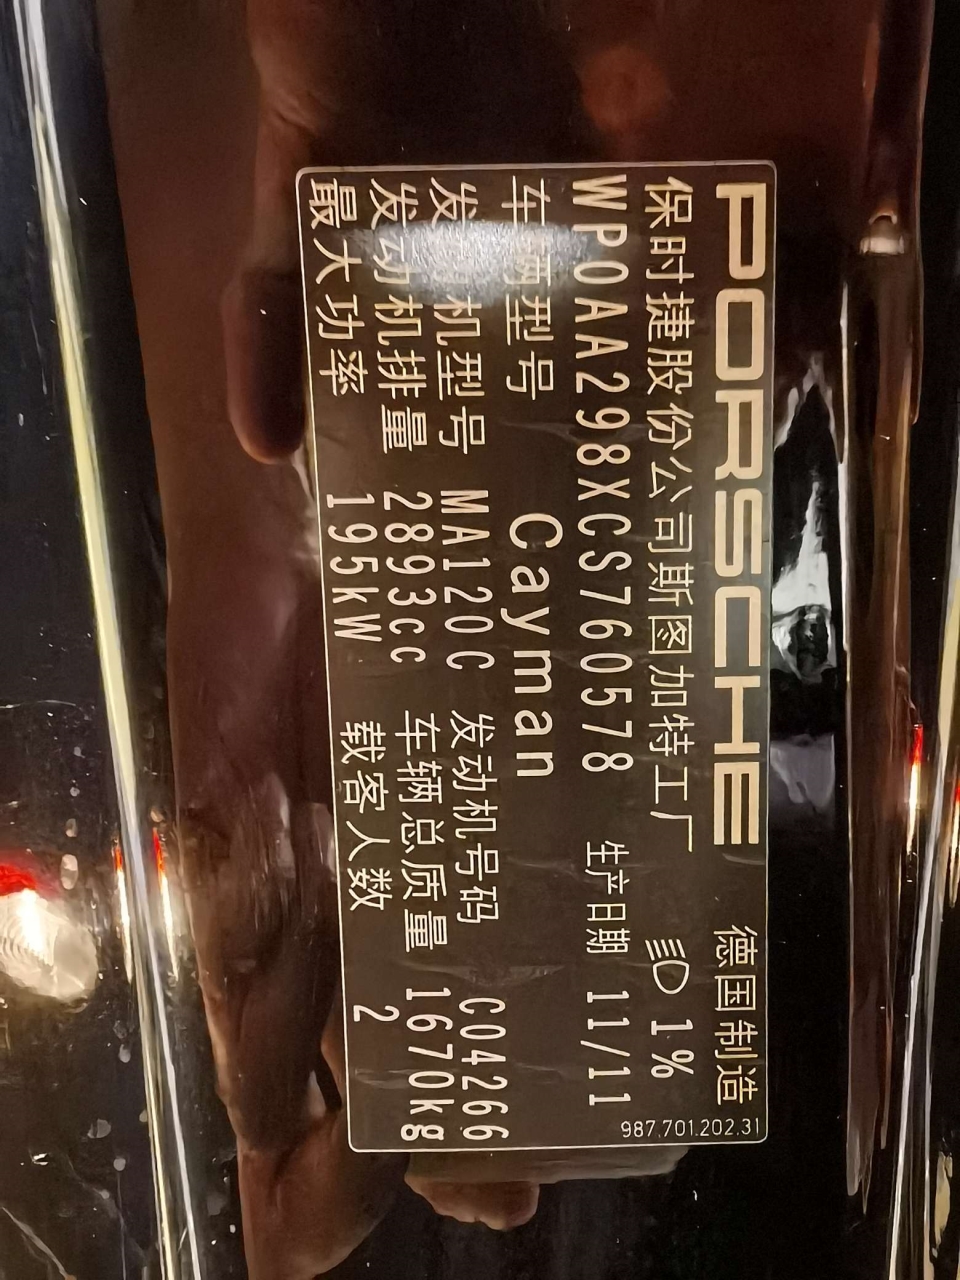 PORSCHE 德国制造
保时捷股份公司斯图加特工厂 1%
WP0AA298XCS760578 生产日期 11/11
车辆型号 Cayman
发动机型号 MA120C 发动机号码 C04266
发动机排量 2893cc 车辆总质量 1670kg
最大功率 195kW 载客人数 2
987.701.202.31